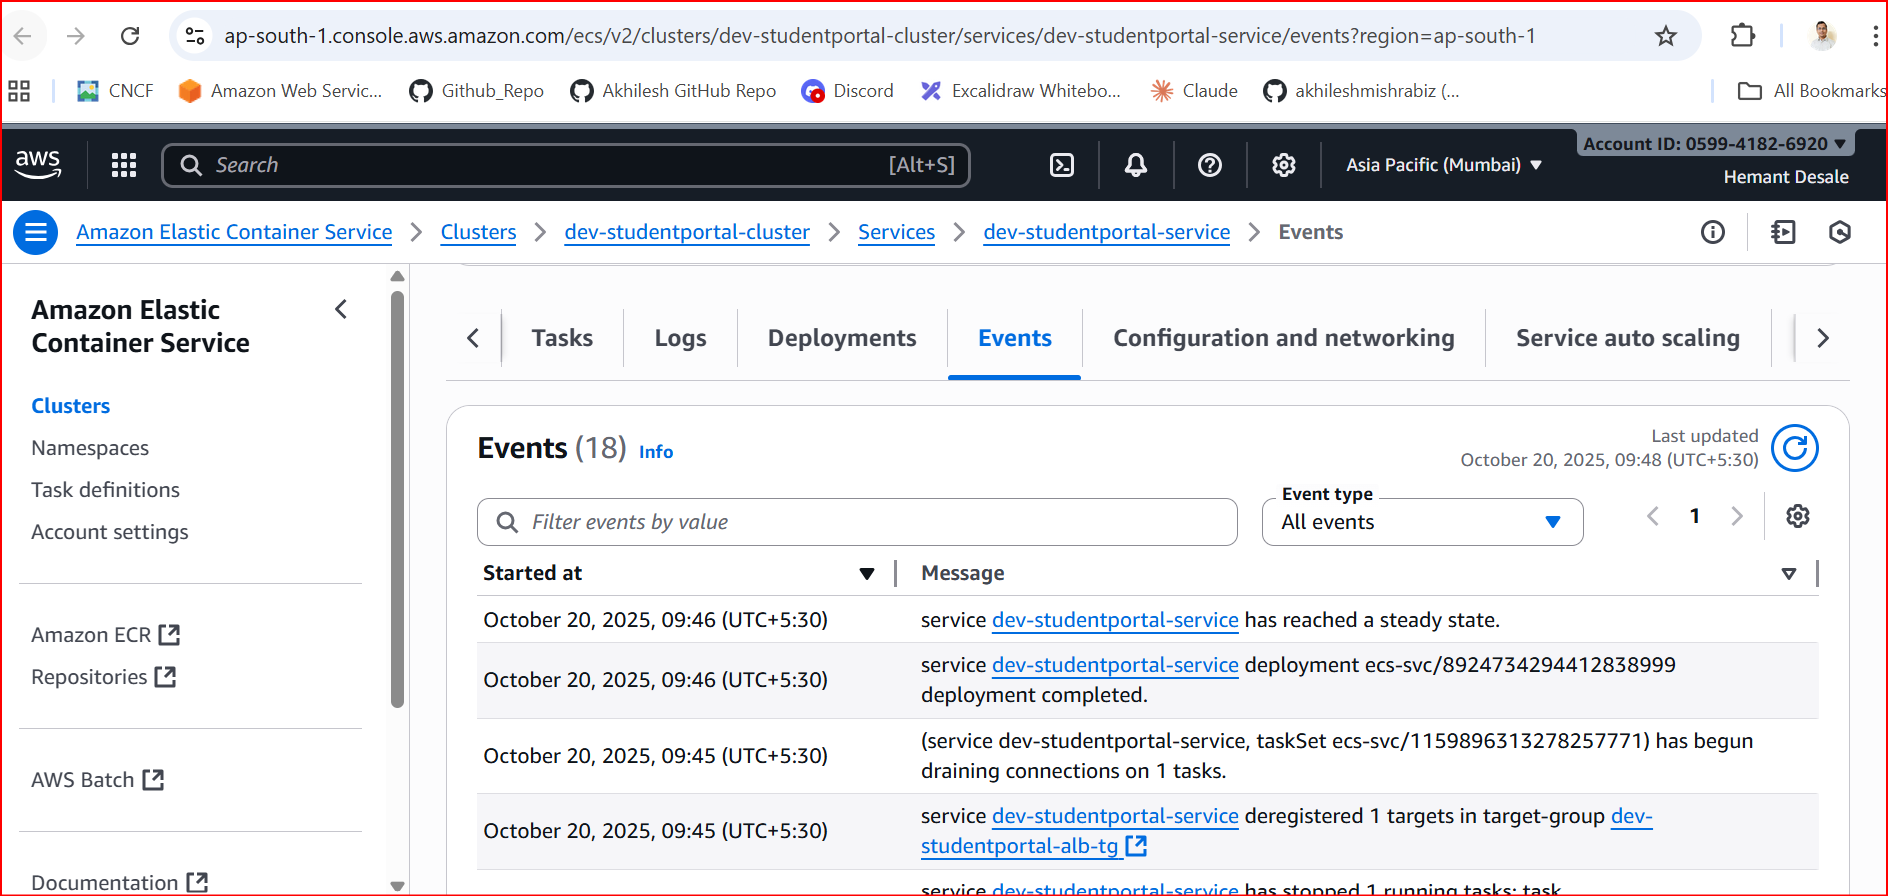 ap-south-1.console.aws.amazon.com/ecs/v2/clusters/dev-studentportal-cluster/services/dev-studentportal-service/events?region=ap-south-1
CNCF Amazon Web Servic... Github_Repo Akhilesh GitHub Repo Discord Excalidraw Whitebo... Claude akhileshmishrabiz (... All Bookmarks
aws Search [Alt+S] Asia Pacific (Mumbai) Account ID: 0599-4182-6920
Hemant Desale
Amazon Elastic Container Service Clusters dev-studentportal-cluster Services dev-studentportal-service Events
Amazon Elastic
Container Service
Clusters
Namespaces
Task definitions
Account settings
Amazon ECR
Repositories
AWS Batch
Documentation
Tasks Logs Deployments Events Configuration and networking Service auto scaling
Events (18) Info
Last updated
October 20, 2025, 09:48 (UTC+5:30)
Filter events by value
Event type
All events
1
Started at Message
October 20, 2025, 09:46 (UTC+5:30) service dev-studentportal-service has reached a steady state.
October 20, 2025, 09:46 (UTC+5:30) service dev-studentportal-service deployment ecs-svc/8924734294412838999
deployment completed.
October 20, 2025, 09:45 (UTC+5:30) (service dev-studentportal-service, taskSet ecs-svc/1159896313278257771) has begun
draining connections on 1 tasks.
October 20, 2025, 09:45 (UTC+5:30) service dev-studentportal-service deregistered 1 targets in target-group dev-
studentportal-alb-tg
service dev-studentportal-service has stopped 1 running tasks: task